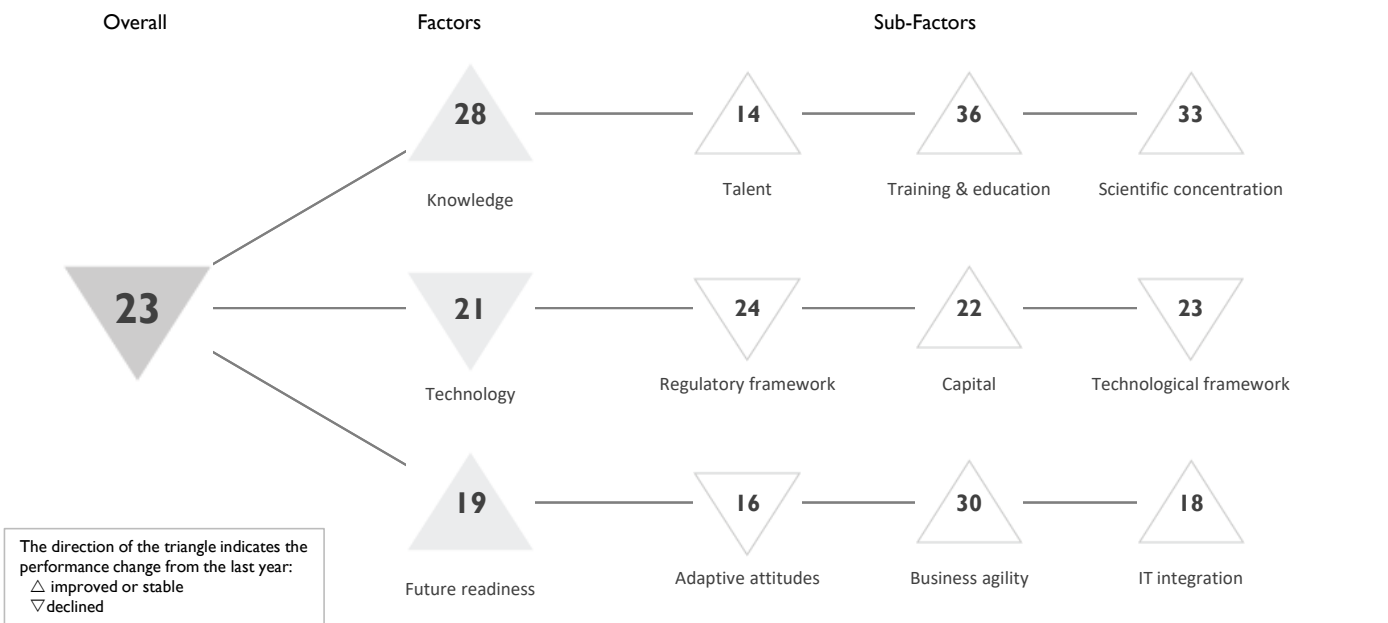 Overall
Factors
Sub-Factors
28
14
36
33
Knowledge
Talent
Training & education
Scientific concentration
23
21
24
22
23
Technology
Regulatory framework
Capital
Technological framework
19
16
30
18
Future readiness
Adaptive attitudes
Business agility
IT integration
The direction of the triangle indicates the
performance change from the last year:
△ improved or stable
▽ declined